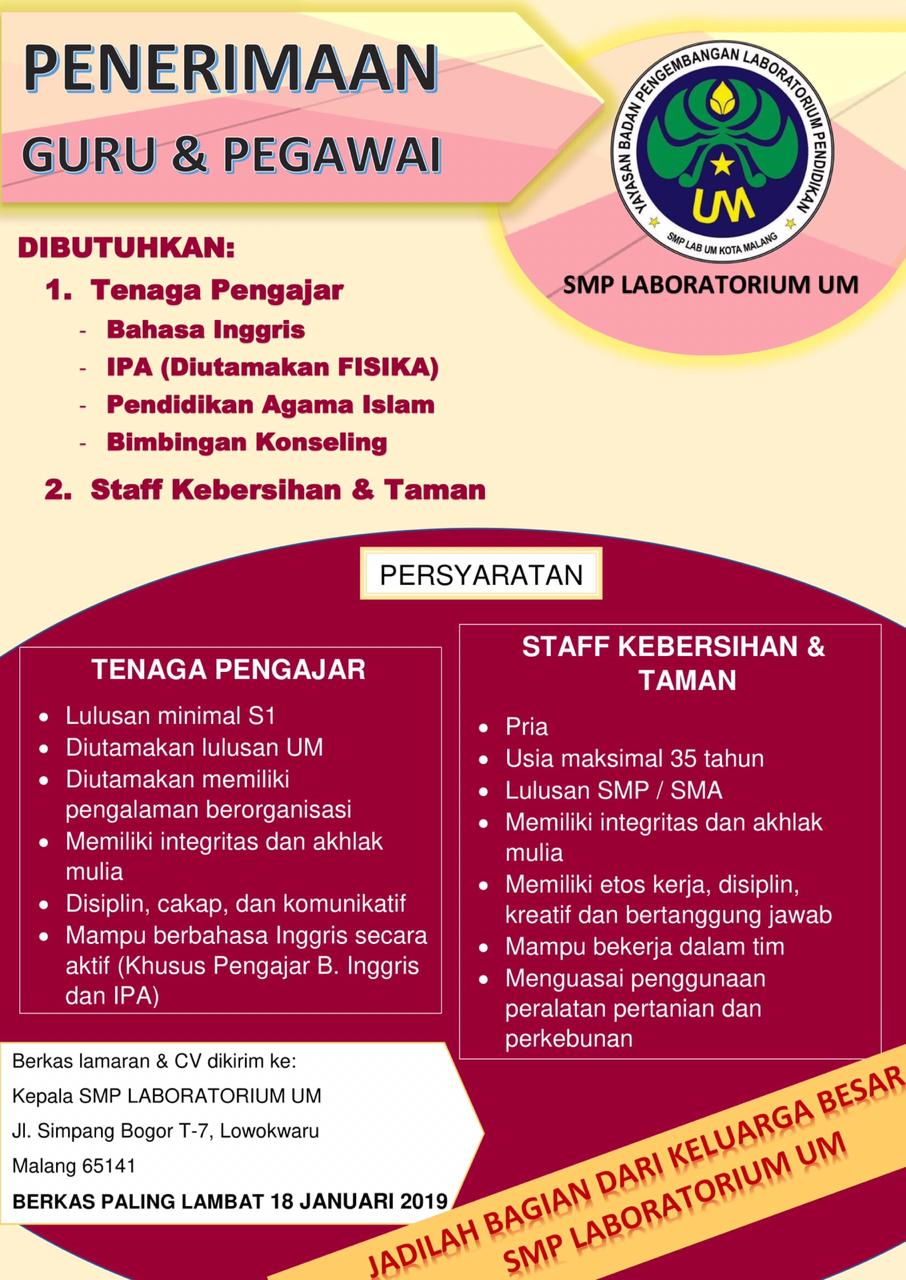 PENERIMAAN
GURU & PEGAWAI
YAYASAN BADAN PENGEMBANGAN LABORATORIUM PENDIDIKAN
UM
SMP LAB UM KOTA MALANG
SMP LABORATORIUM UM
DIBUTUHKAN:
1. Tenaga Pengajar
- Bahasa Inggris
- IPA (Diutamakan FISIKA)
- Pendidikan Agama Islam
- Bimbingan Konseling
2. Staff Kebersihan & Taman
PERSYARATAN
TENAGA PENGAJAR
• Lulusan minimal S1
• Diutamakan lulusan UM
• Diutamakan memiliki
pengalaman berorganisasi
• Memiliki integritas dan akhlak
mulia
• Disiplin, cakap, dan komunikatif
• Mampu berbahasa Inggris secara
aktif (Khusus Pengajar B. Inggris
dan IPA)
STAFF KEBERSIHAN &
TAMAN
• Pria
• Usia maksimal 35 tahun
• Lulusan SMP / SMA
• Memiliki integritas dan akhlak
mulia
• Memiliki etos kerja, disiplin,
kreatif dan bertanggung jawab
• Mampu bekerja dalam tim
• Menguasai penggunaan
peralatan pertanian dan
perkebunan
Berkas lamaran & CV dikirim ke:
Kepala SMP LABORATORIUM UM
Jl. Simpang Bogor T-7, Lowokwaru
Malang 65141
BERKAS PALING LAMBAT 18 JANUARI 2019
JADILAH BAGIAN DARI KELUARGA BESAR
SMP LABORATORIUM UM